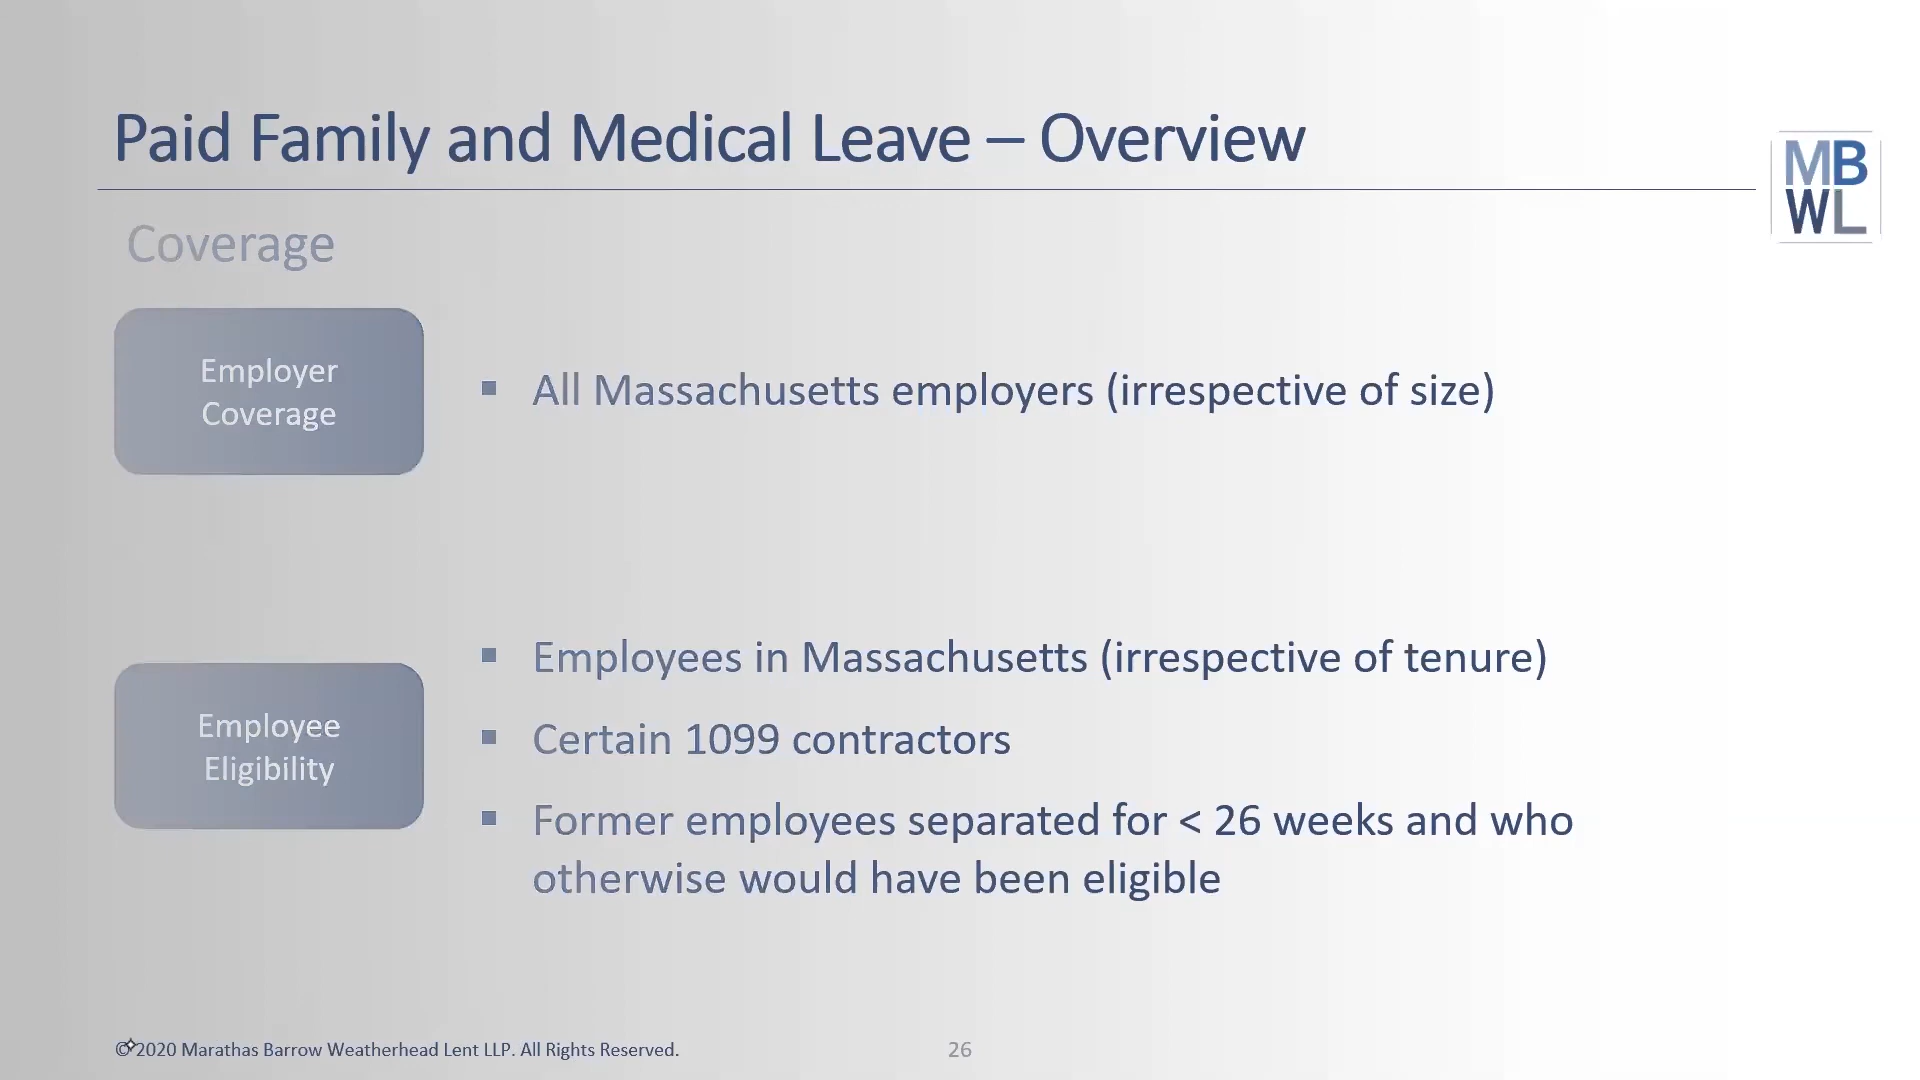 Paid Family and Medical Leave – Overview
MB
WL
Coverage
Employer
Coverage
▪ All Massachusetts employers (irrespective of size)
Employee
Eligibility
▪ Employees in Massachusetts (irrespective of tenure)
▪ Certain 1099 contractors
▪ Former employees separated for < 26 weeks and who
otherwise would have been eligible
© 2020 Marathas Barrow Weatherhead Lent LLP. All Rights Reserved.
26